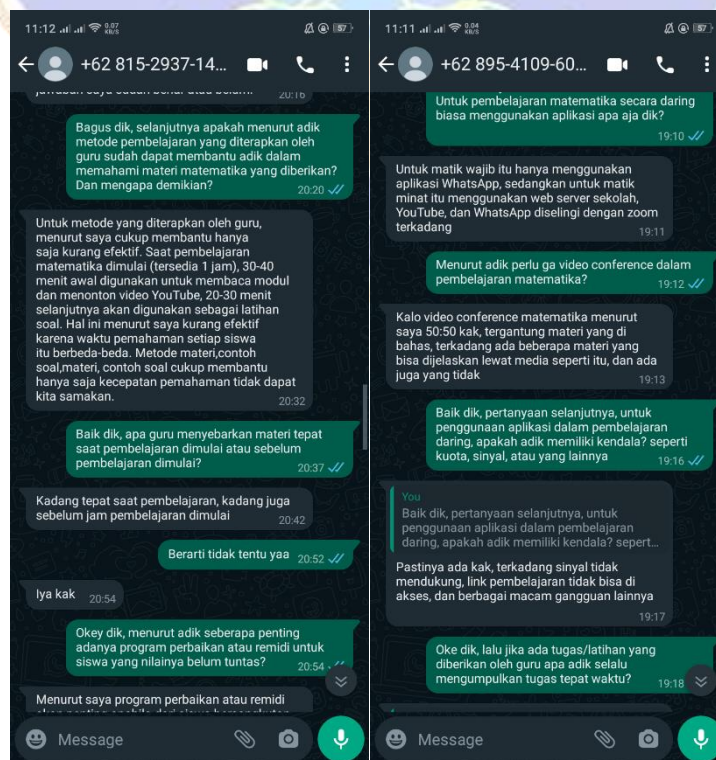 11:12
0.07
KB/S
57
+62 815-2937-14...
20:16
Bagus dik, selanjutnya apakah menurut adik
metode pembelajaran yang diterapkan oleh
guru sudah dapat membantu adik dalam
memahami materi matematika yang diberikan?
Dan mengapa demikian?
20:20
Untuk metode yang diterapkan oleh guru,
menurut saya cukup membantu hanya
saja kurang efektif. Saat pembelajaran
matematika dimulai (tersedia 1 jam), 30-40
menit awal digunakan untuk membaca modul
dan menonton video YouTube, 20-30 menit
selanjutnya akan digunakan sebagai latihan
soal. Hal ini menurut saya kurang efektif
karena waktu pemahaman setiap siswa
itu berbeda-beda. Metode materi,contoh
soal,materi, contoh soal cukup membantu
hanya saja kecepatan pemahaman tidak dapat
kita samakan.
20:32
Baik dik, apa guru menyebarkan materi tepat
saat pembelajaran dimulai atau sebelum
pembelajaran dimulai?
20:37
Kadang tepat saat pembelajaran, kadang juga
sebelum jam pembelajaran dimulai
20:42
Berarti tidak tentu yaa
20:52
Iya kak
20:54
Okey dik, menurut adik seberapa penting
adanya program perbaikan atau remidi untuk
siswa yang nilainya belum tuntas?
20:54
Menurut saya program perbaikan atau remidi
Message
11:11
0.04
KB/S
57
+62 895-4109-60...
Untuk pembelajaran matematika secara daring
biasa menggunakan aplikasi apa aja dik?
19:10
Untuk matik wajib itu hanya menggunakan
aplikasi WhatsApp, sedangkan untuk matik
minat itu menggunakan web server sekolah,
YouTube, dan WhatsApp diselingi dengan zoom
terkadang
19:11
Menurut adik perlu ga video conference dalam
pembelajaran matematika?
19:12
Kalo video conference matematika menurut
saya 50:50 kak, tergantung materi yang di
bahas, terkadang ada beberapa materi yang
bisa dijelaskan lewat media seperti itu, dan ada
juga yang tidak
19:13
Baik dik, pertanyaan selanjutnya, untuk
penggunaan aplikasi dalam pembelajaran
daring, apakah adik memiliki kendala? seperti
kuota, sinyal, atau yang lainnya
19:16
You
Baik dik, pertanyaan selanjutnya, untuk
penggunaan aplikasi dalam pembelajaran
daring, apakah adik memiliki kendala? sepert...
Pastinya ada kak, terkadang sinyal tidak
mendukung, link pembelajaran tidak bisa di
akses, dan berbagai macam gangguan lainnya
19:17
Oke dik, lalu jika ada tugas/latihan yang
diberikan oleh guru apa adik selalu
mengumpulkan tugas tepat waktu?
19:18
Message